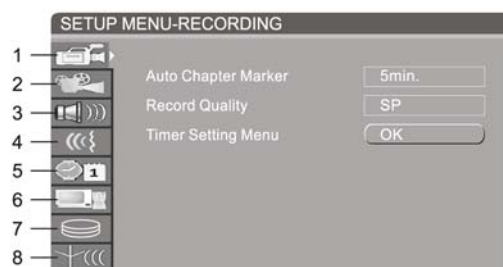 SETUP MENU-RECORDING
1
2
3
4
5
6
7
8
Auto Chapter Marker 5min.
Record Quality SP
Timer Setting Menu OK
1